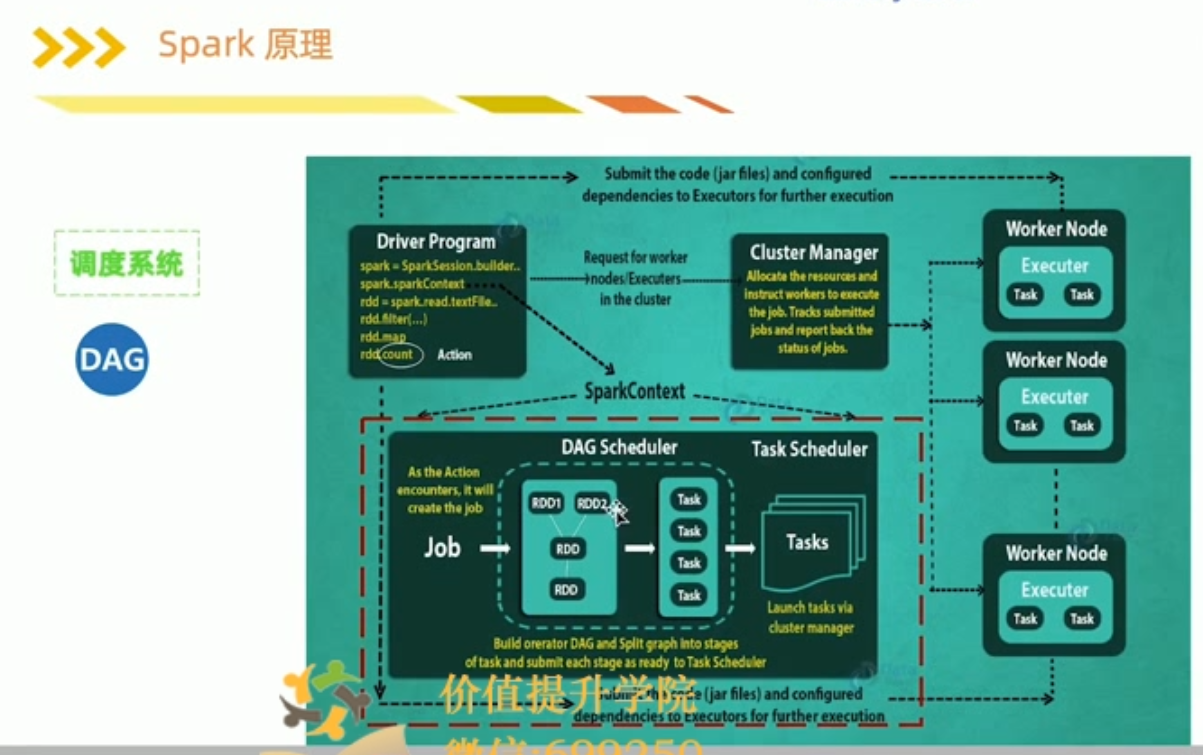 Spark 原理
调度系统
DAG
Submit the code (jar files) and configured
dependencies to Executors for further execution
Driver Program
spark = SparkSession.builder..
spark.sparkContext
rdd = spark.read.textFile..
rdd.filter(...)
rdd.map
rdd.count
Action
Request for worker
nodes/Executers
in the cluster
Cluster Manager
Allocate the resources and
instruct workers to execute
the job. Tracks submitted
jobs and report back the
status of jobs.
Worker Node
Executer
Task Task
Worker Node
Executer
Task Task
Worker Node
Executer
Task Task
SparkContext
DAG Scheduler
Task Scheduler
As the Action
encounters, it will
create the job
Job
RDD1 RDD2
RDD
RDD
Task
Task
Task
Task
Tasks
Launch tasks via
cluster manager
Build orerator DAG and Split graph into stages
of task and submit each stage as ready to Task Scheduler
价值提升学院
Submit the code (jar files) and configured
dependencies to Executors for further execution